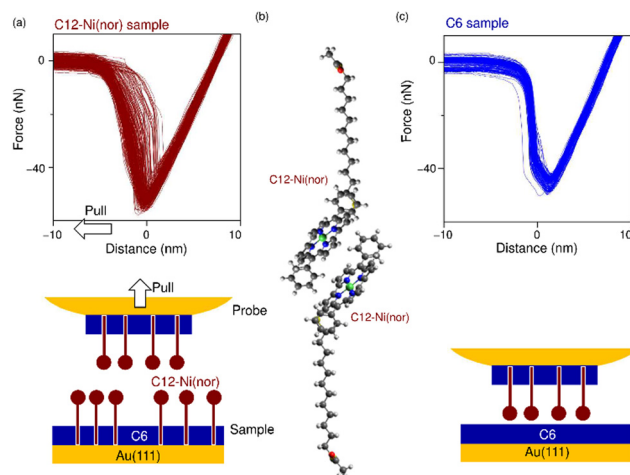 (a)
C12-Ni(nor) sample
0
−40
Force (nN)
Pull
−10
0
10
Distance (nm)
Pull
Probe
C12-Ni(nor)
C6
Sample
Au(111)
(b)
C12-Ni(nor)
C12-Ni(nor)
(c)
C6 sample
0
−40
Force (nN)
−10
0
10
Distance (nm)
C6
Au(111)